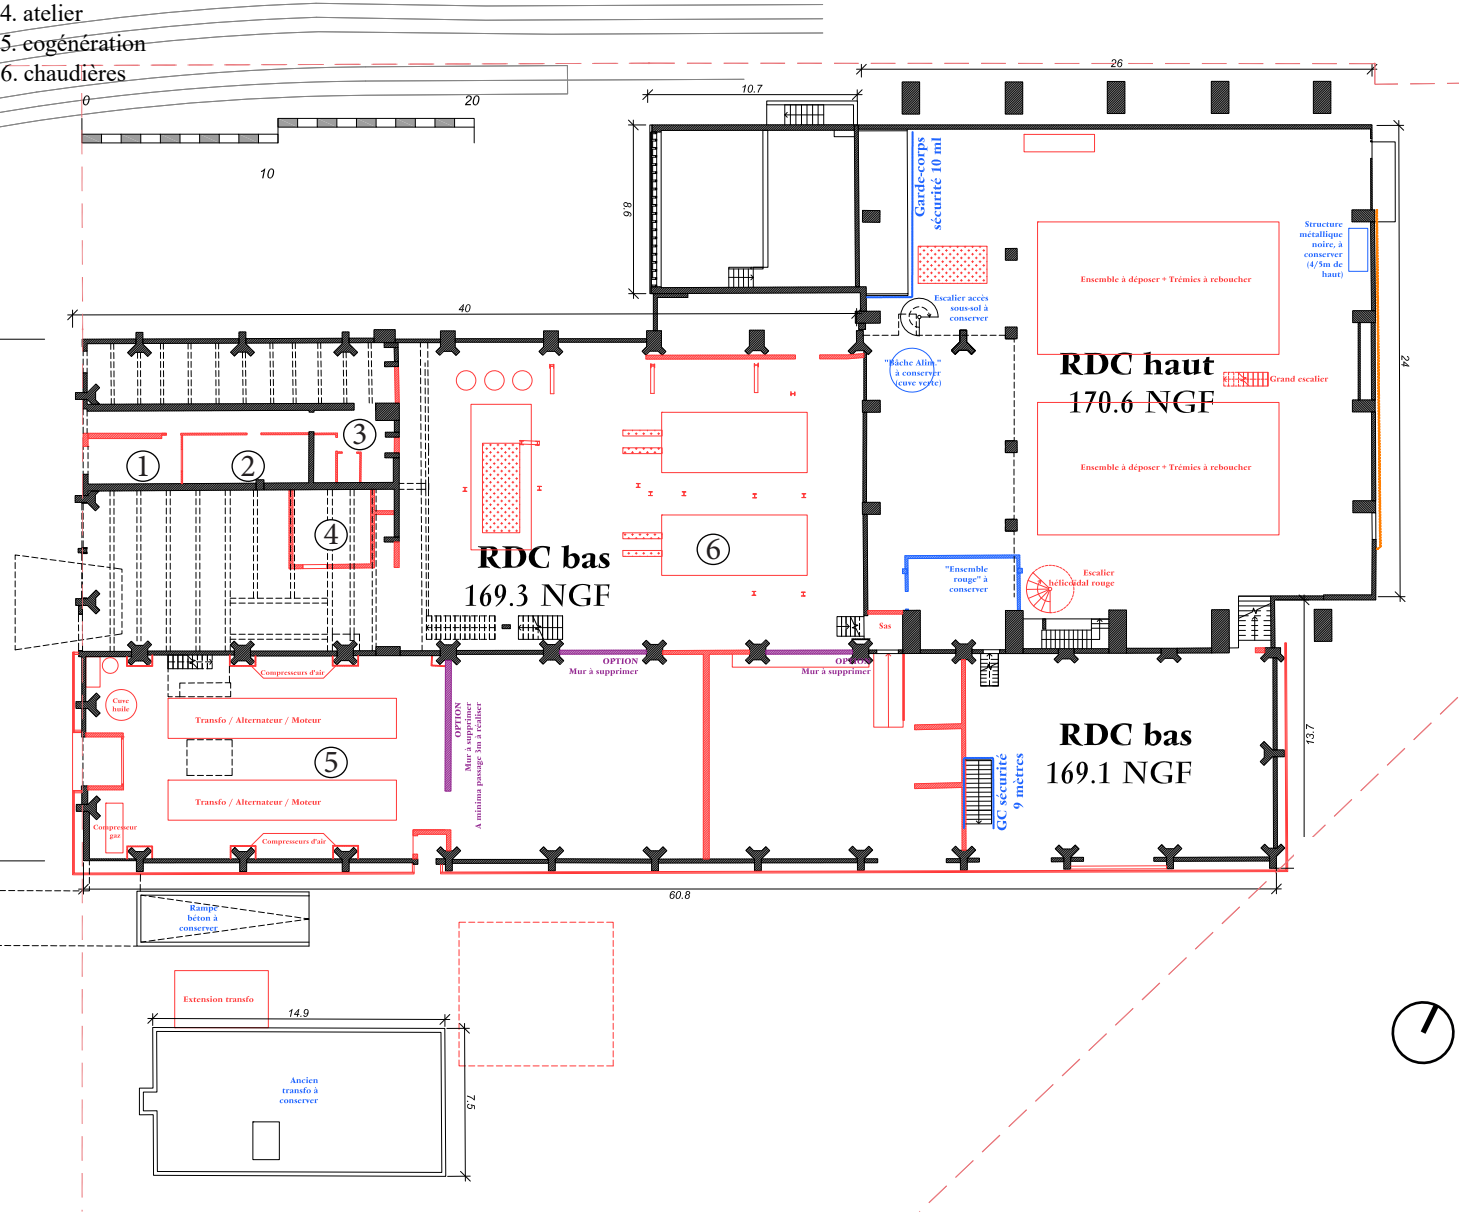 4. atelier
5. cogénération
6. chaudières
0
20
10
26
10.7
8.6
40
Garde-corps
sécurité 10 ml
Structure
métallique
noire, à
conserver
(4/5m de
haut)
Ensemble à déposer + Trémies à reboucher
Escalier accès
sous-sol à
conserver
"Bâche Alim."
à conserver
(cuve verte)
RDC haut
170.6 NGF
Grand escalier
24
Ensemble à déposer + Trémies à reboucher
1
2
3
4
6
RDC bas
169.3 NGF
"Ensemble
rouge" à
conserver
Escalier
hélicoïdal rouge
Sas
OPTION
Mur à supprimer
OPTION
Mur à supprimer
Compresseurs d'air
Cuve
huile
Transfo / Alternateur / Moteur
5
Transfo / Alternateur / Moteur
Compresseur
gaz
Compresseurs d'air
OPTION
Mur à supprimer
A minima passage 3m à réaliser
RDC bas
169.1 NGF
GC sécurité
9 mètres
13.7
60.8
Rampe
béton à
conserver
Extension transfo
14.9
7.5
Ancien
transfo à
conserver